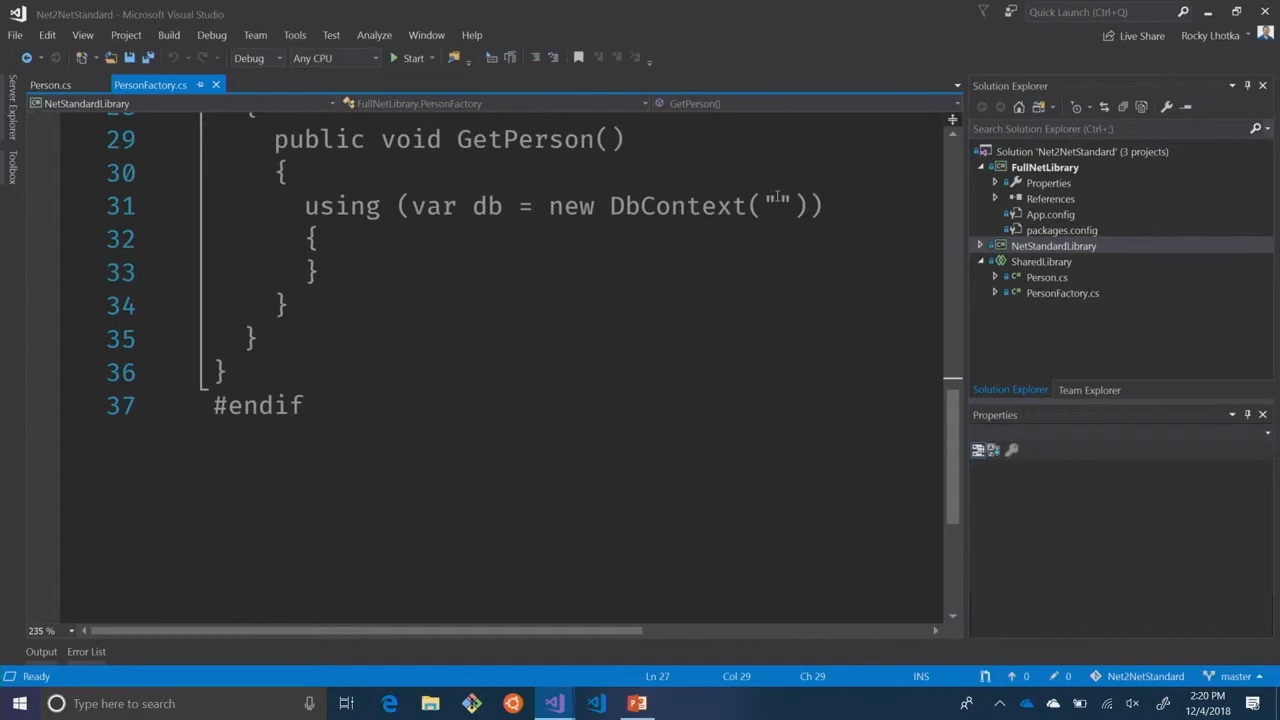 Net2NetStandard - Microsoft Visual Studio
Quick Launch (Ctrl+Q)
File Edit View Project Build Debug Team Tools Test Analyze Window Help
Live Share Rocky Lhotka
Debug Any CPU Start
Server Explorer
Toolbox
Person.cs PersonFactory.cs
NetStandardLibrary FullNetLibrary.PersonFactory GetPerson()
{
29 public void GetPerson()
30 {
31 using (var db = new DbContext(""))
32 {
33 }
34 }
35 }
36 }
37 #endif
235 %
Solution Explorer
Search Solution Explorer (Ctrl+;)
Solution 'Net2NetStandard' (3 projects)
FullNetLibrary
Properties
References
App.config
packages.config
NetStandardLibrary
SharedLibrary
Person.cs
PersonFactory.cs
Solution Explorer Team Explorer
Properties
Output Error List
Ready Ln 27 Col 29 Ch 29 INS 0 0 Net2NetStandard master
Type here to search
2:20 PM
12/4/2018